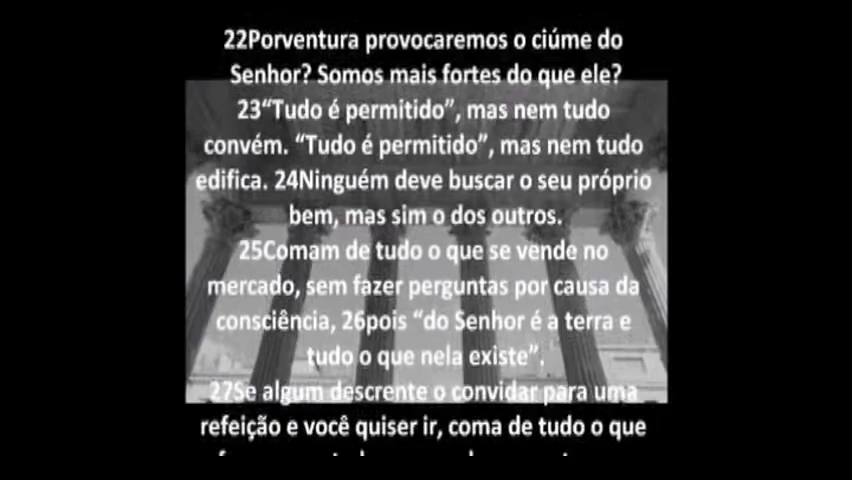 22Porventura provocaremos o ciúme do
Senhor? Somos mais fortes do que ele?
23“Tudo é permitido”, mas nem tudo
convém. “Tudo é permitido”, mas nem tudo
edifica. 24Ninguém deve buscar o seu próprio
bem, mas sim o dos outros.
25Comam de tudo o que se vende no
mercado, sem fazer perguntas por causa da
consciência, 26pois “do Senhor é a terra e
tudo o que nela existe”.
27Se algum descrente o convidar para uma
refeição e você quiser ir, coma de tudo o que